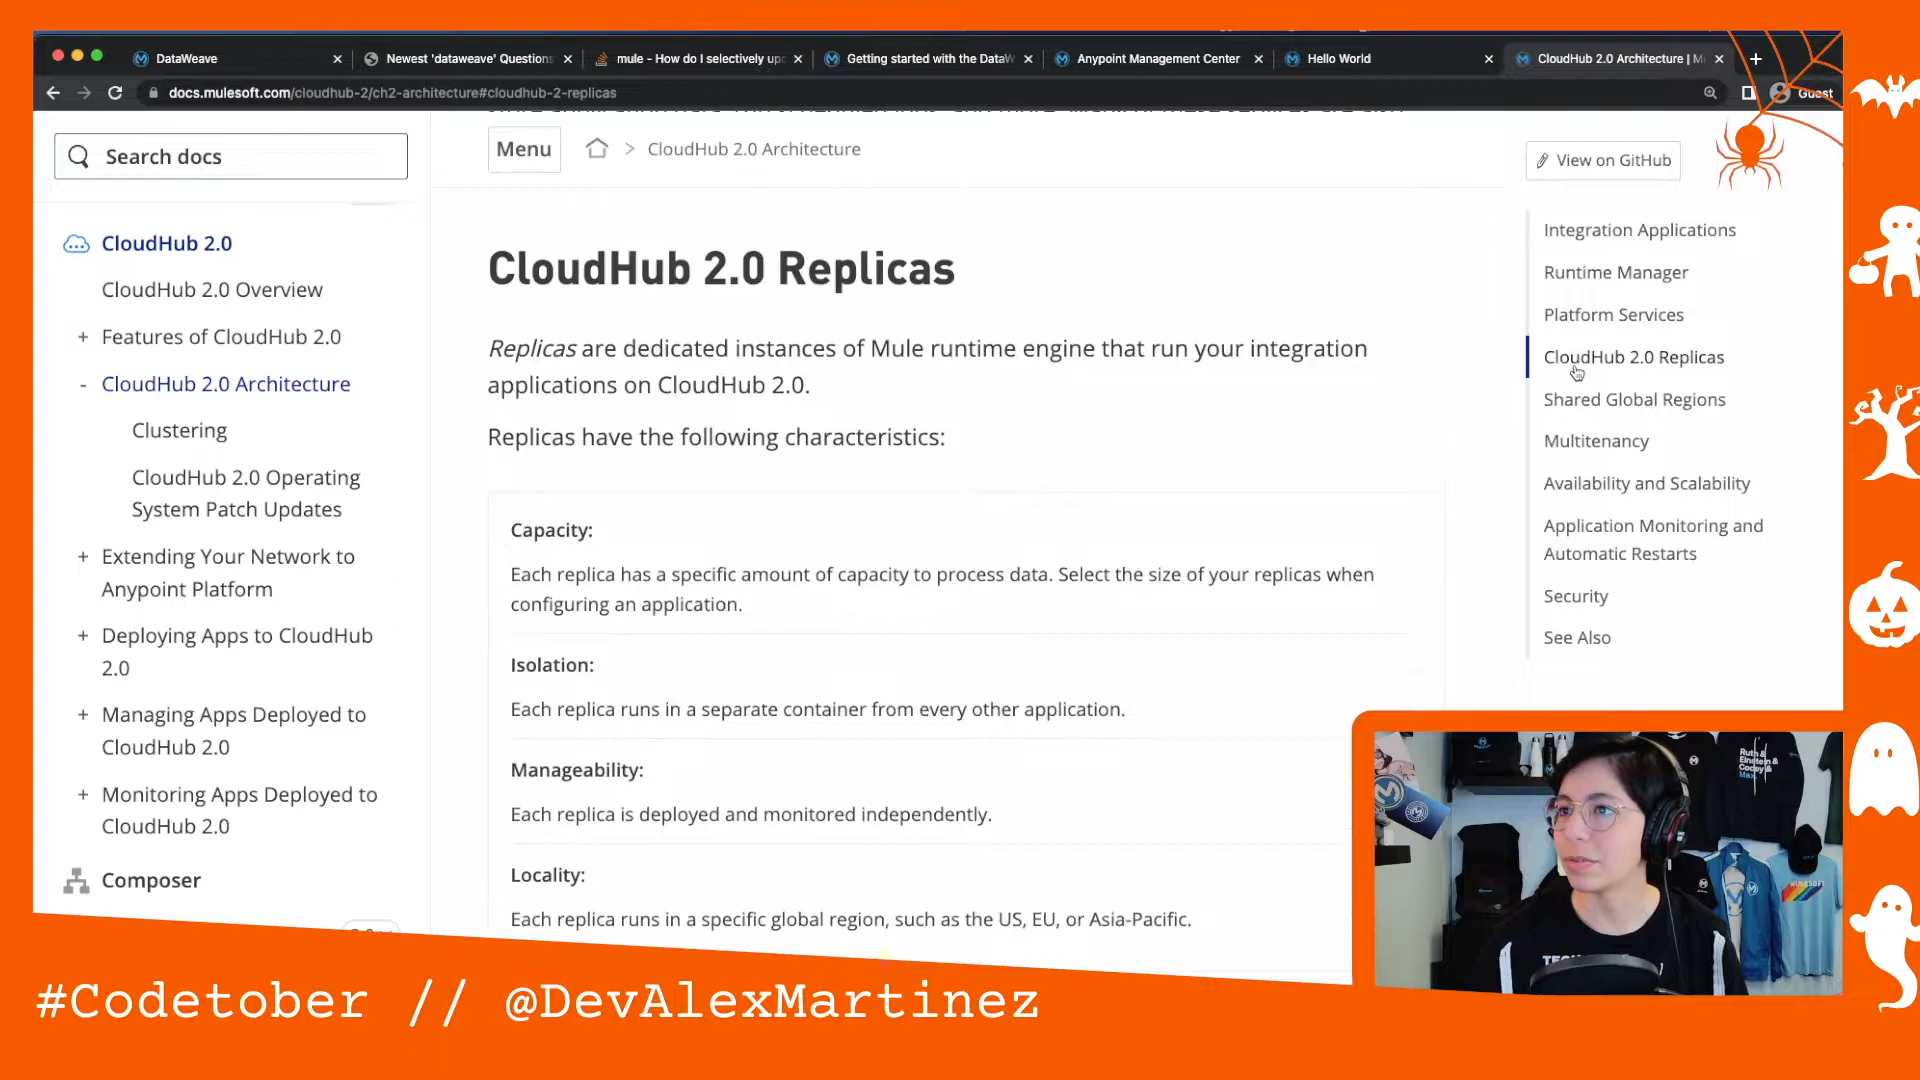 DataWeave
Newest 'dataweave' Questions
mule - How do I selectively up
Getting started with the DataW
Anypoint Management Center
Hello World
CloudHub 2.0 Architecture | M
docs.mulesoft.com/cloudhub-2/ch2-architecture#cloudhub-2-replicas
Guest
Search docs
CloudHub 2.0
CloudHub 2.0 Overview
+ Features of CloudHub 2.0
- CloudHub 2.0 Architecture
Clustering
CloudHub 2.0 Operating
System Patch Updates
+ Extending Your Network to
Anypoint Platform
+ Deploying Apps to CloudHub
2.0
+ Managing Apps Deployed to
CloudHub 2.0
+ Monitoring Apps Deployed to
CloudHub 2.0
Composer
Menu
> CloudHub 2.0 Architecture
CloudHub 2.0 Replicas
Replicas are dedicated instances of Mule runtime engine that run your integration
applications on CloudHub 2.0.
Replicas have the following characteristics:
Capacity:
Each replica has a specific amount of capacity to process data. Select the size of your replicas when
configuring an application.
Isolation:
Each replica runs in a separate container from every other application.
Manageability:
Each replica is deployed and monitored independently.
Locality:
Each replica runs in a specific global region, such as the US, EU, or Asia-Pacific.
View on GitHub
Integration Applications
Runtime Manager
Platform Services
CloudHub 2.0 Replicas
Shared Global Regions
Multitenancy
Availability and Scalability
Application Monitoring and
Automatic Restarts
Security
See Also
Ruth &
Einstein &
Codey &
Max.
MULESOFT
#Codetober // @DevAlexMartinez